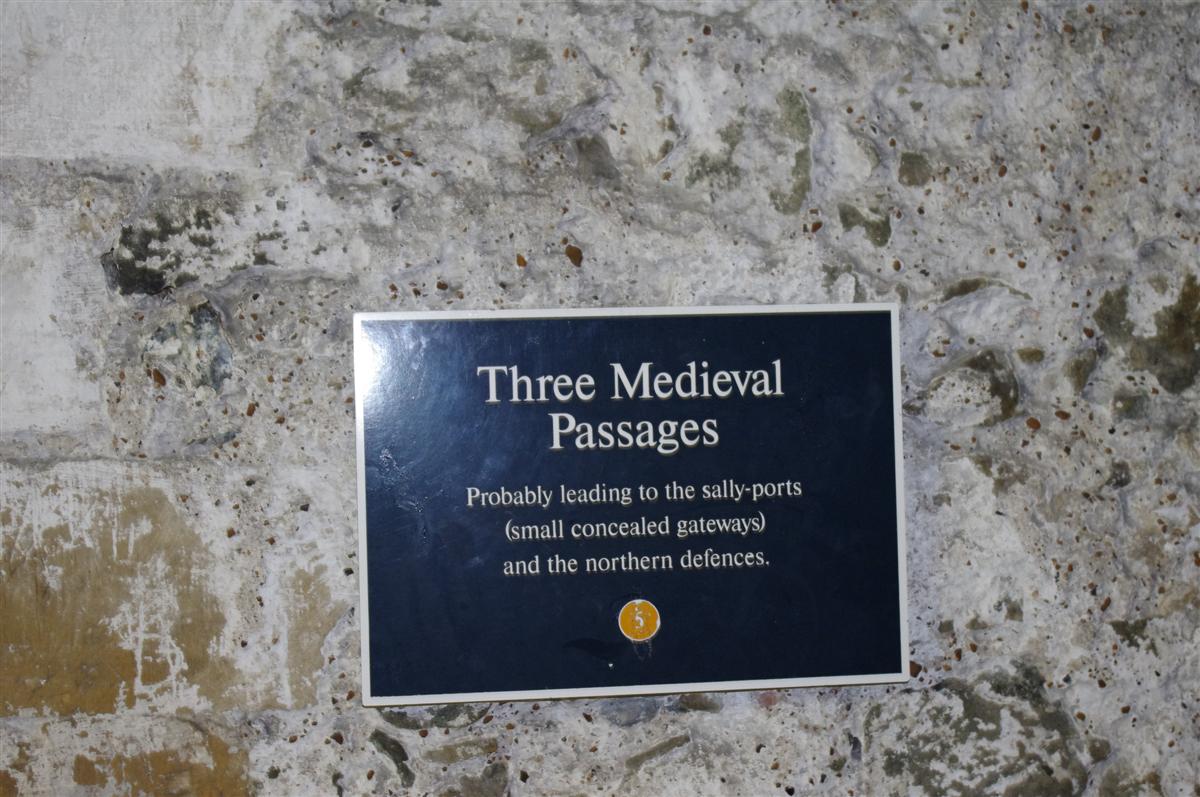 Three Medieval
Passages
Probably leading to the sally-ports
(small concealed gateways)
and the northern defences.
5